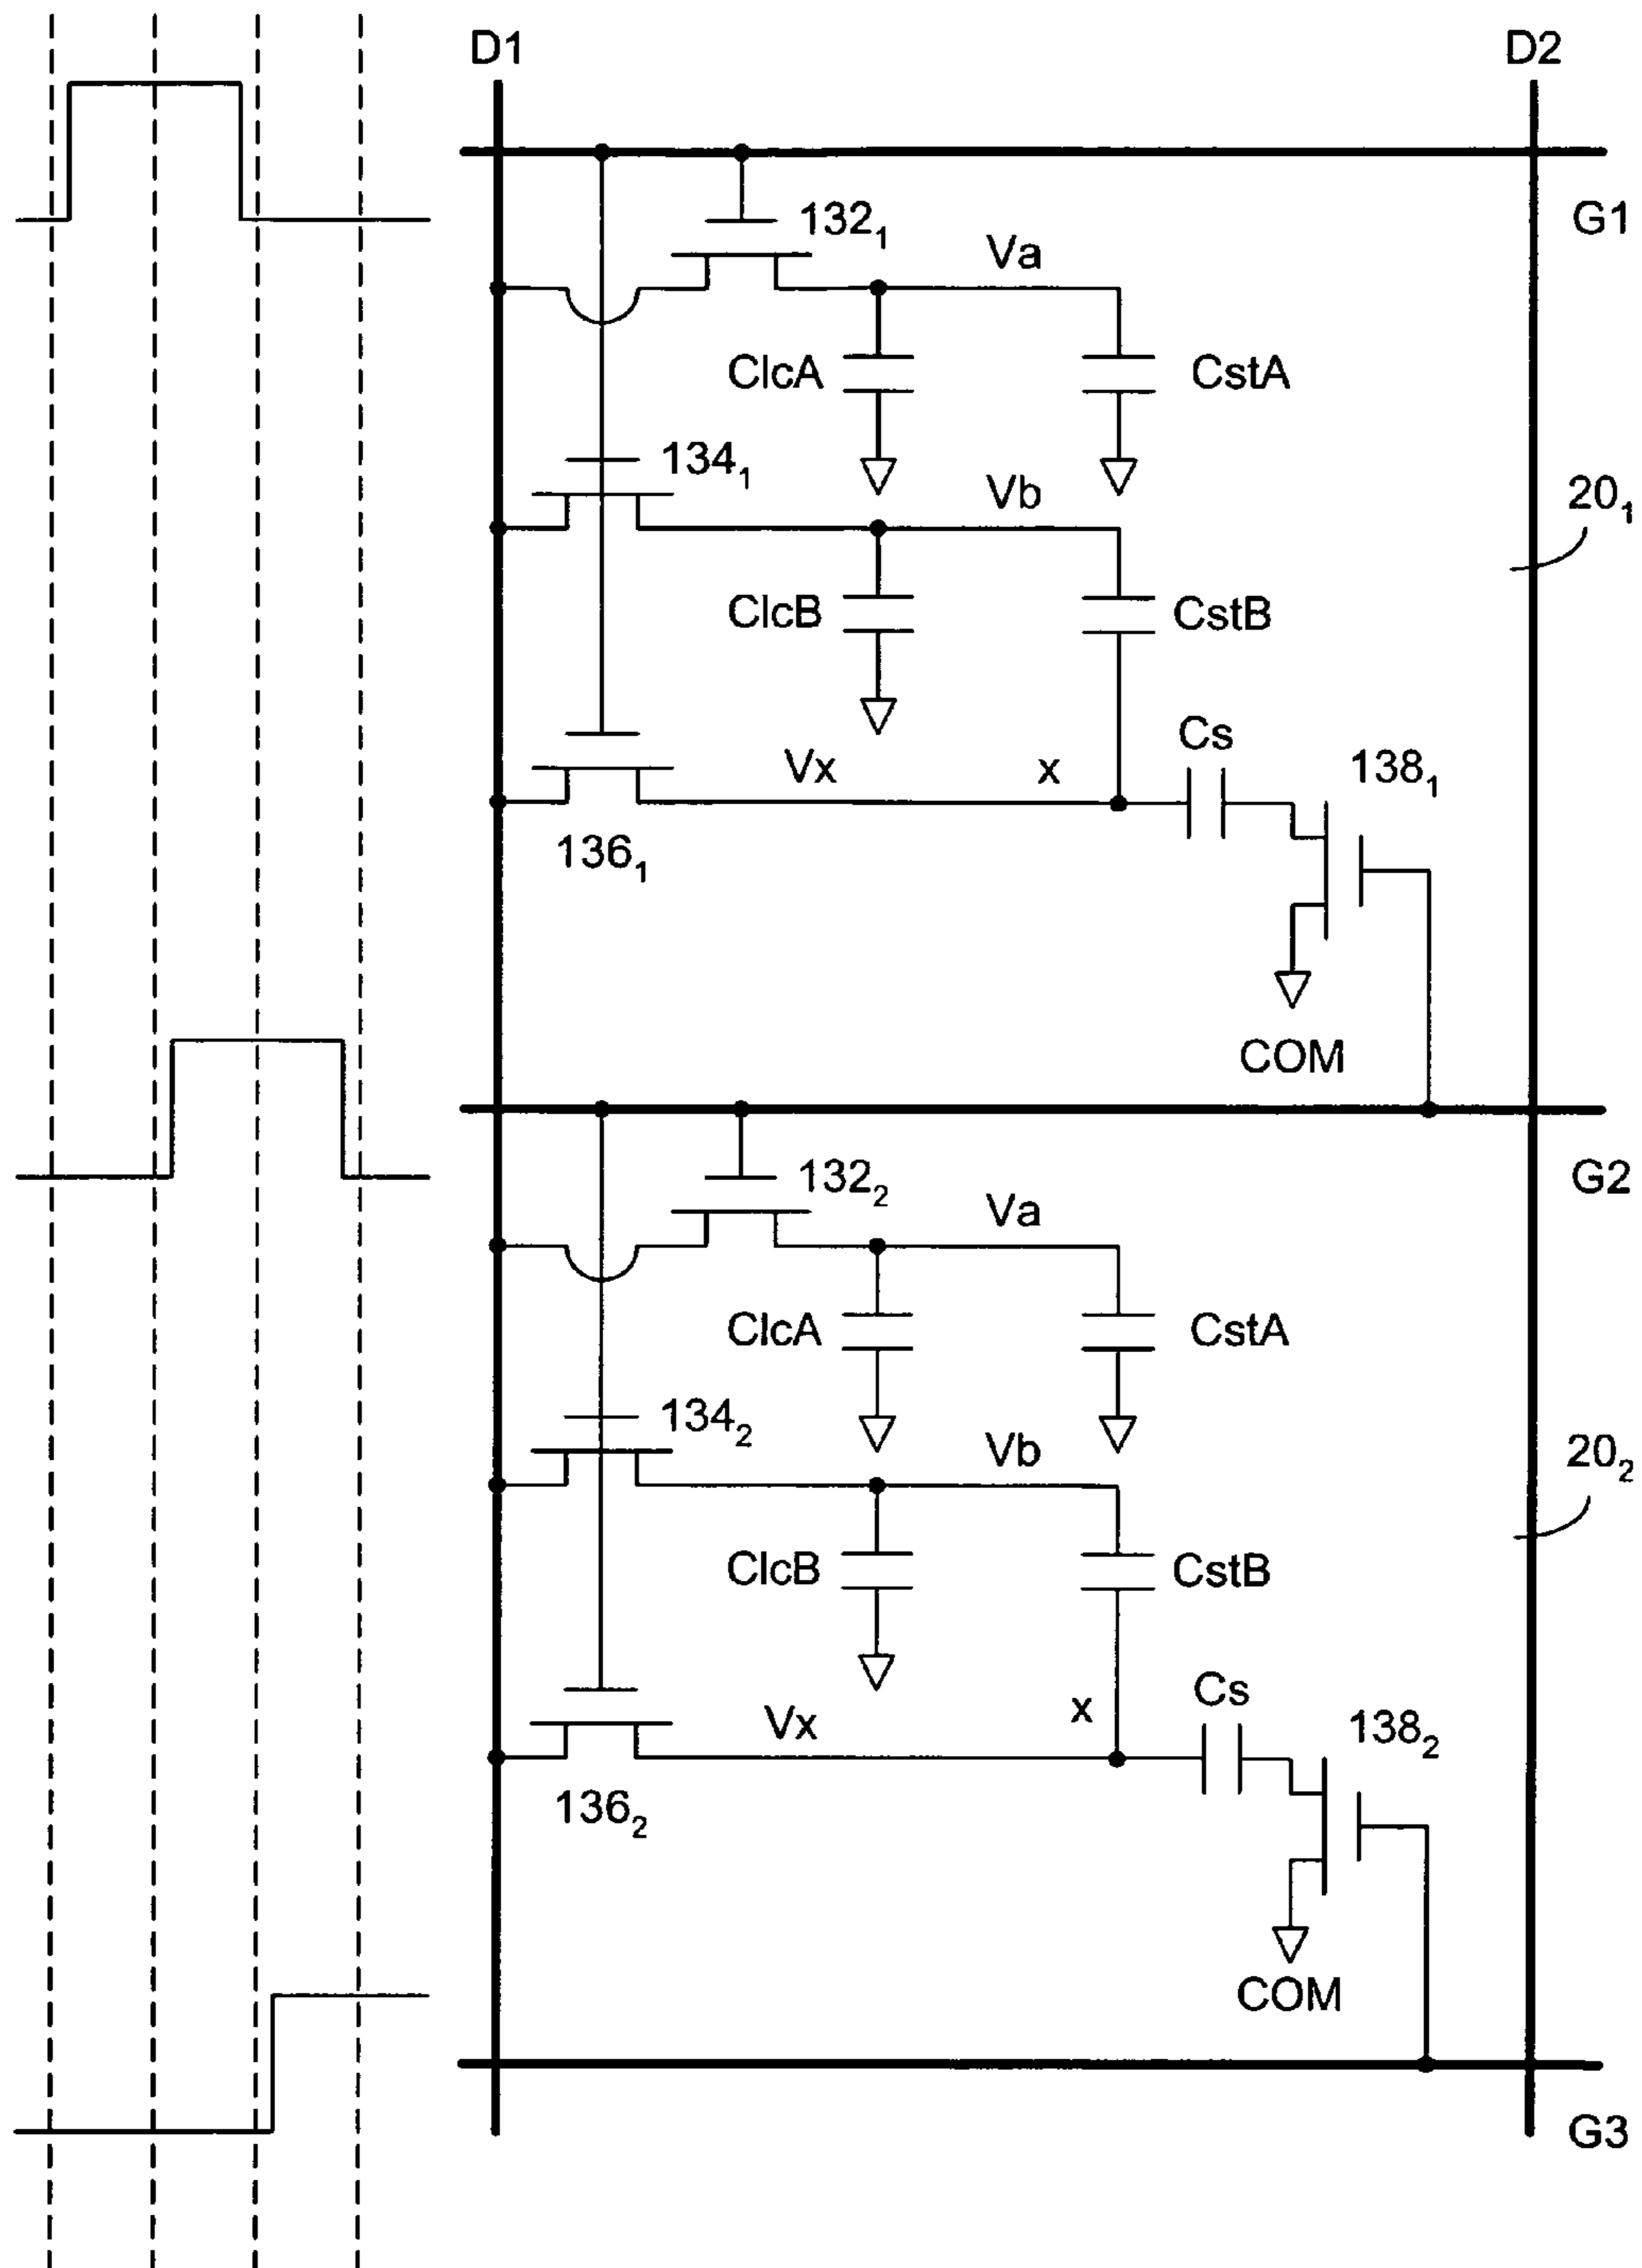 D1
D2
G1
132₁
Va
ClcA
CstA
134₁
Vb
20₁
ClcB
CstB
Cs
Vx
x
138₁
136₁
COM
G2
132₂
Va
ClcA
CstA
134₂
Vb
20₂
ClcB
CstB
Cs
x
Vx
138₂
136₂
COM
G3